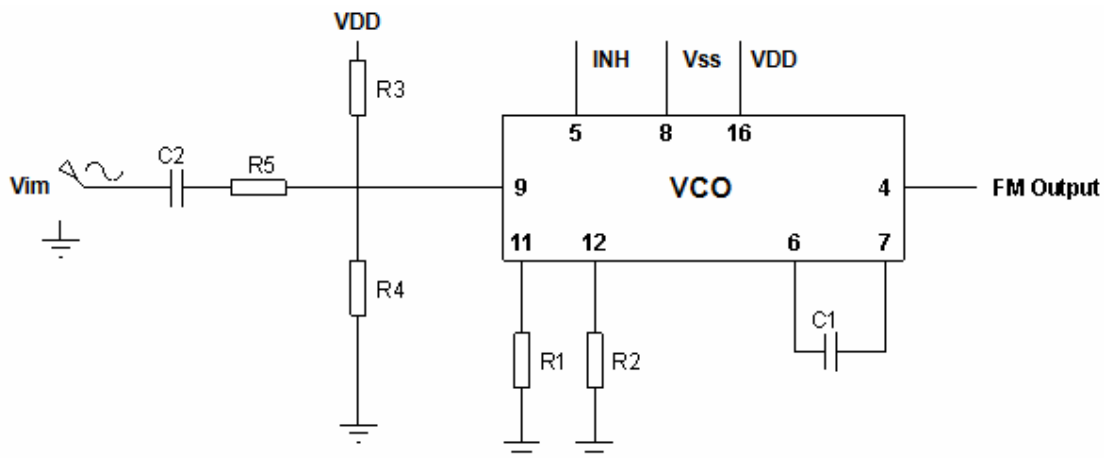 VDD
INH
Vss
VDD
R3
5
8
16
C2
R5
Vim
9
VCO
4
FM Output
11
12
6
7
R4
C1
R1
R2